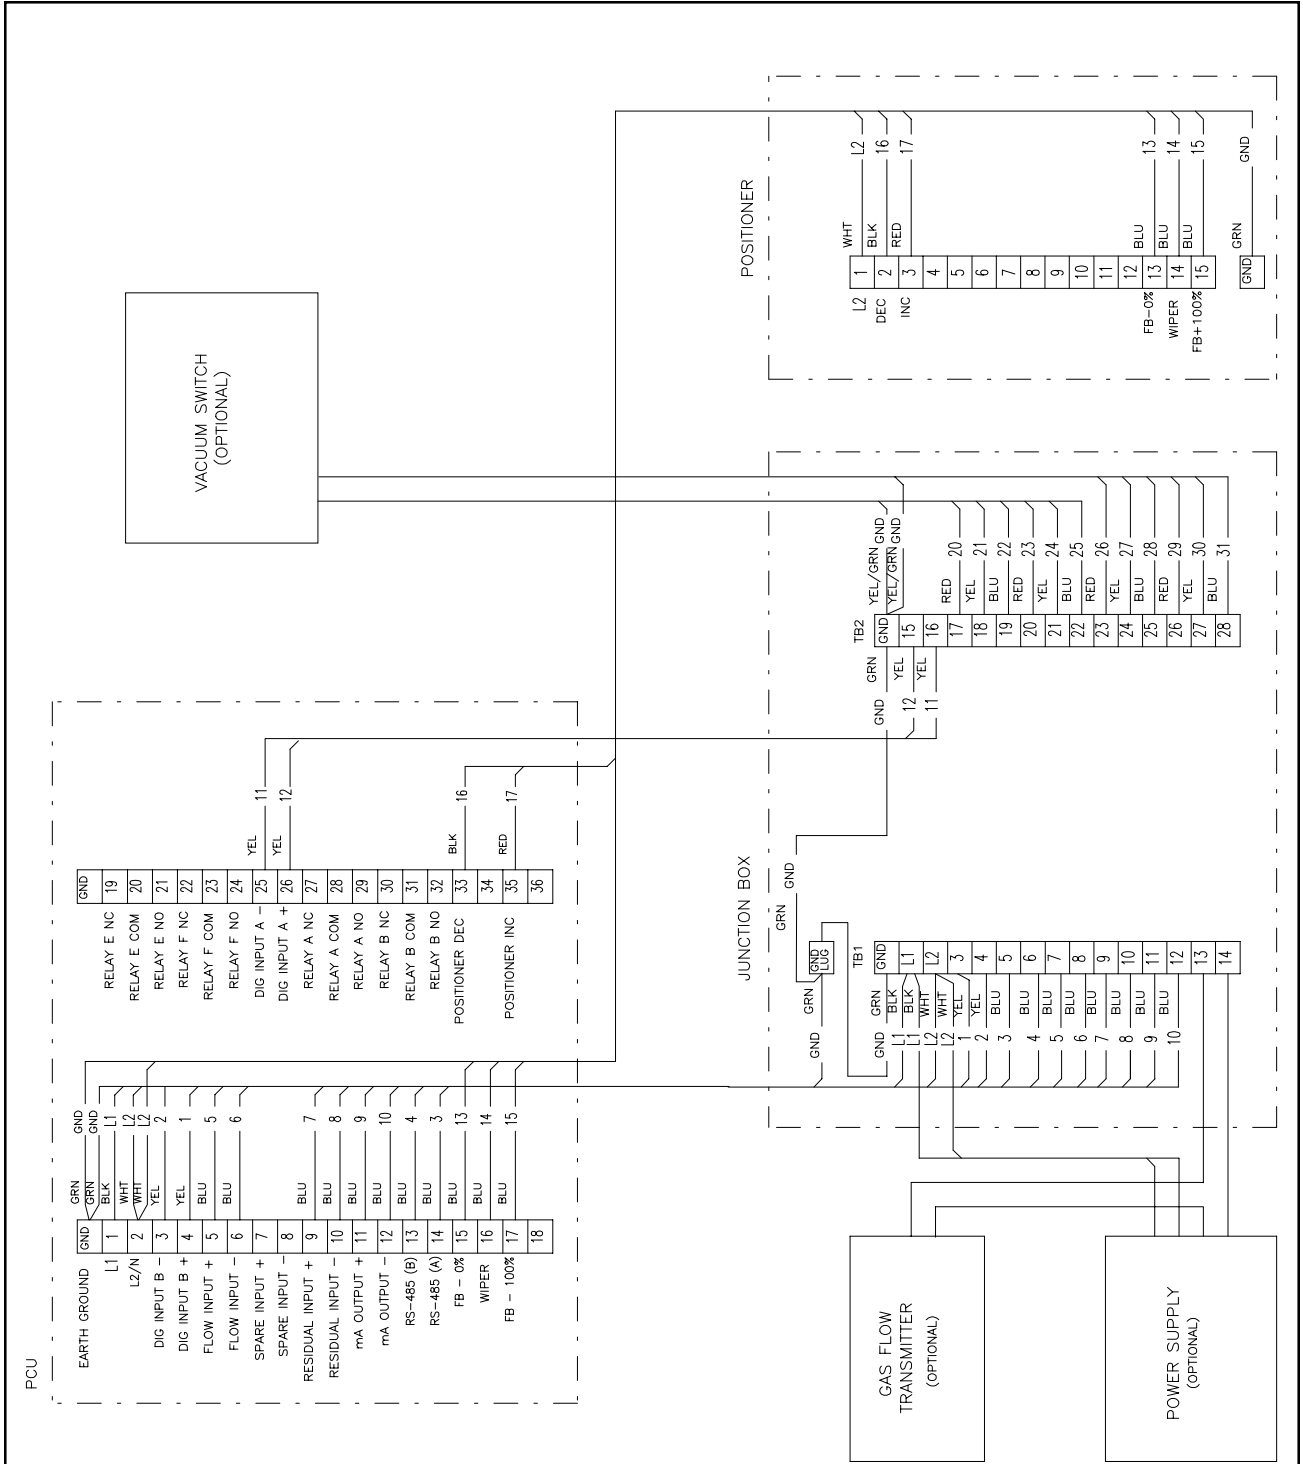 PCU
EARTH GROUND
L1
L2/N
DIG INPUT B -
DIG INPUT B +
FLOW INPUT +
FLOW INPUT -
SPARE INPUT +
SPARE INPUT -
RESIDUAL INPUT +
RESIDUAL INPUT -
mA OUTPUT +
mA OUTPUT -
RS-485 (B)
RS-485 (A)
FB - 0%
WIPER
FB - 100%
GND
1
2
3
4
5
6
7
8
9
10
11
12
13
14
15
16
17
18
GRN
GRN
BLK
WHT
WHT
YEL
YEL
BLU
BLU
BLU
BLU
BLU
BLU
BLU
BLU
BLU
BLU
BLU
GND
GND
L1
L2
L2
2
1
5
6
7
8
9
10
4
3
13
14
15
RELAY E NC
RELAY E COM
RELAY E NO
RELAY F NC
RELAY F COM
RELAY F NO
DIG INPUT A -
DIG INPUT A +
RELAY A NC
RELAY A COM
RELAY A NO
RELAY B NC
RELAY B COM
RELAY B NO
POSITIONER DEC
POSITIONER INC
GND
19
20
21
22
23
24
25
26
27
28
29
30
31
32
33
34
35
36
YEL
YEL
BLK
RED
11
12
16
17
VACUUM SWITCH
(OPTIONAL)
GAS FLOW
TRANSMITTER
(OPTIONAL)
POWER SUPPLY
(OPTIONAL)
JUNCTION BOX
GND
L1
L1
L2
L2
1
2
3
4
5
6
7
8
9
10
GRN
BLK
BLK
WHT
WHT
YEL
YEL
BLU
BLU
BLU
BLU
BLU
BLU
BLU
BLU
GND
GRN
GND
LUG
GRN
GND
TB1
GND
L1
L2
3
4
5
6
7
8
9
10
11
12
13
14
GND
12
11
GRN
YEL
YEL
TB2
GND
15
16
17
18
19
20
21
22
23
24
25
26
27
28
YEL/GRN
YEL/GRN
RED
YEL
BLU
RED
YEL
BLU
RED
YEL
BLU
RED
YEL
BLU
GND
GND
20
21
22
23
24
25
26
27
28
29
30
31
POSITIONER
L2
DEC
INC
FB-0%
WIPER
FB+100%
1
2
3
4
5
6
7
8
9
10
11
12
13
14
15
GND
WHT
BLK
RED
BLU
BLU
BLU
GRN
L2
16
17
13
14
15
GND